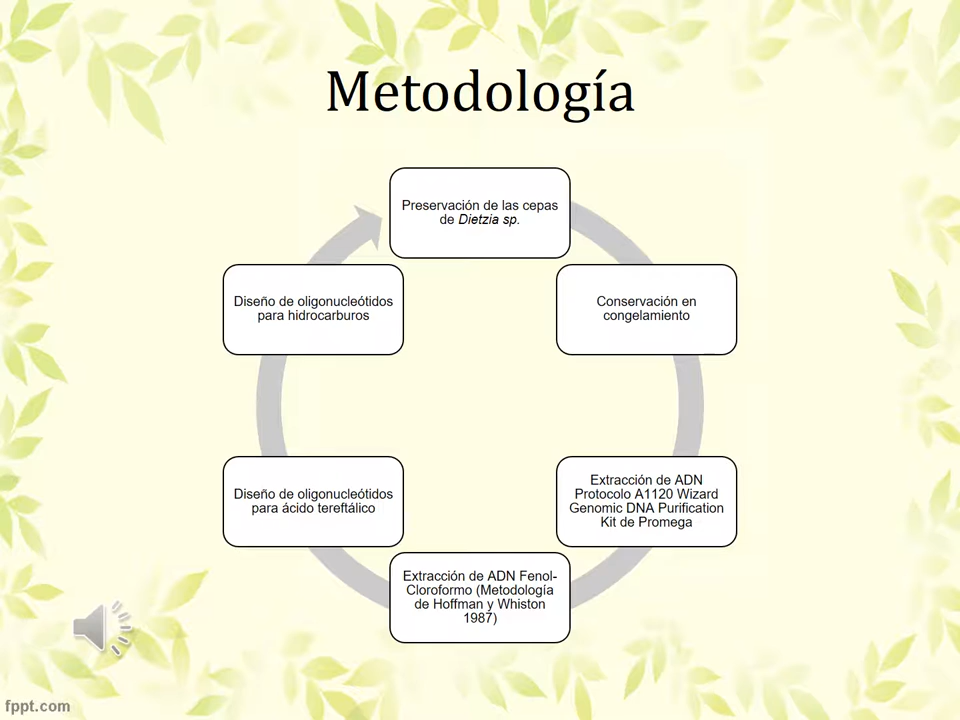 Metodología
Preservación de las cepas
de Dietzia sp.
Conservación en
congelamiento
Extracción de ADN
Protocolo A1120 Wizard
Genomic DNA Purification
Kit de Promega
Extracción de ADN Fenol-
Cloroformo (Metodología
de Hoffman y Whiston
1987)
Diseño de oligonucleótidos
para ácido tereftálico
Diseño de oligonucleótidos
para hidrocarburos
fppt.com